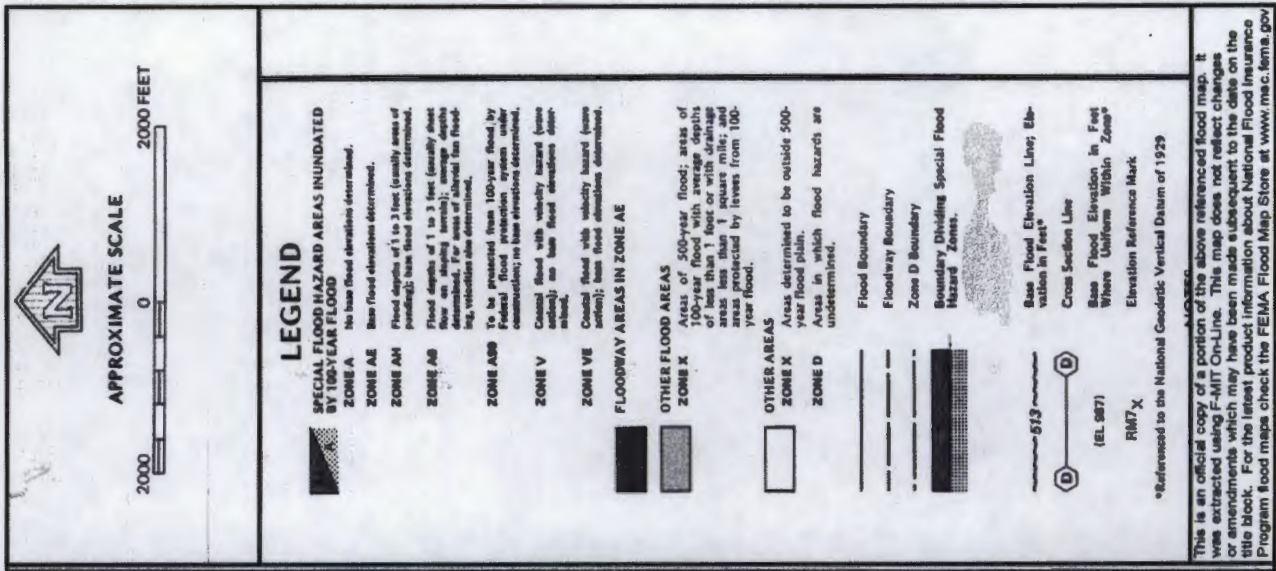 N
APPROXIMATE SCALE
2000 0 2000 FEET
LEGEND
SPECIAL FLOOD HAZARD AREAS INUNDATED
BY 100-YEAR FLOOD
ZONE A No base flood elevations determined.
ZONE AE Base flood elevations determined.
ZONE AH Flood depths of 1 to 3 feet (usually areas of
ponding); base flood elevations determined.
ZONE AO Flood depths of 1 to 3 feet (usually sheet
flow on sloping terrain); average depths
determined. For areas of alluvial fan flood-
ing, velocities also determined.
ZONE A99 To be protected from 100-year flood by
Federal flood protection system under
construction; no base elevations determined.
ZONE V Coastal flood with velocity hazard (wave
action); no base flood elevations deter-
mined.
ZONE VE Coastal flood with velocity hazard (wave
action); base flood elevations determined.
FLOODWAY AREAS IN ZONE AE
OTHER FLOOD AREAS
ZONE X Areas of 500-year flood; areas of
100-year flood with average depths
of less than 1 foot or with drainage
areas less than 1 square mile; and
areas protected by levees from 100-
year flood.
OTHER AREAS
ZONE X Areas determined to be outside 500-
year flood plain.
ZONE D Areas in which flood hazards are
undetermined.
Flood Boundary
Floodway Boundary
Zone D Boundary
Boundary Dividing Special Flood
Hazard Zones.
513 Base Flood Elevation Line; Ele-
vation in Feet*
D D Cross Section Line
(EL 987) Base Flood Elevation in Feet
Where Uniform Within Zone*
RM7X Elevation Reference Mark
*Referenced to the National Geodetic Vertical Datum of 1929
This is an official copy of a portion of the above referenced flood map. It
was extracted using F-MIT On-Line. This map does not reflect changes
or amendments which may have been made subsequent to the date on the
title block. For the latest product information about National Flood Insurance
Program flood maps check the FEMA Flood Map Store at www.msc.fema.gov